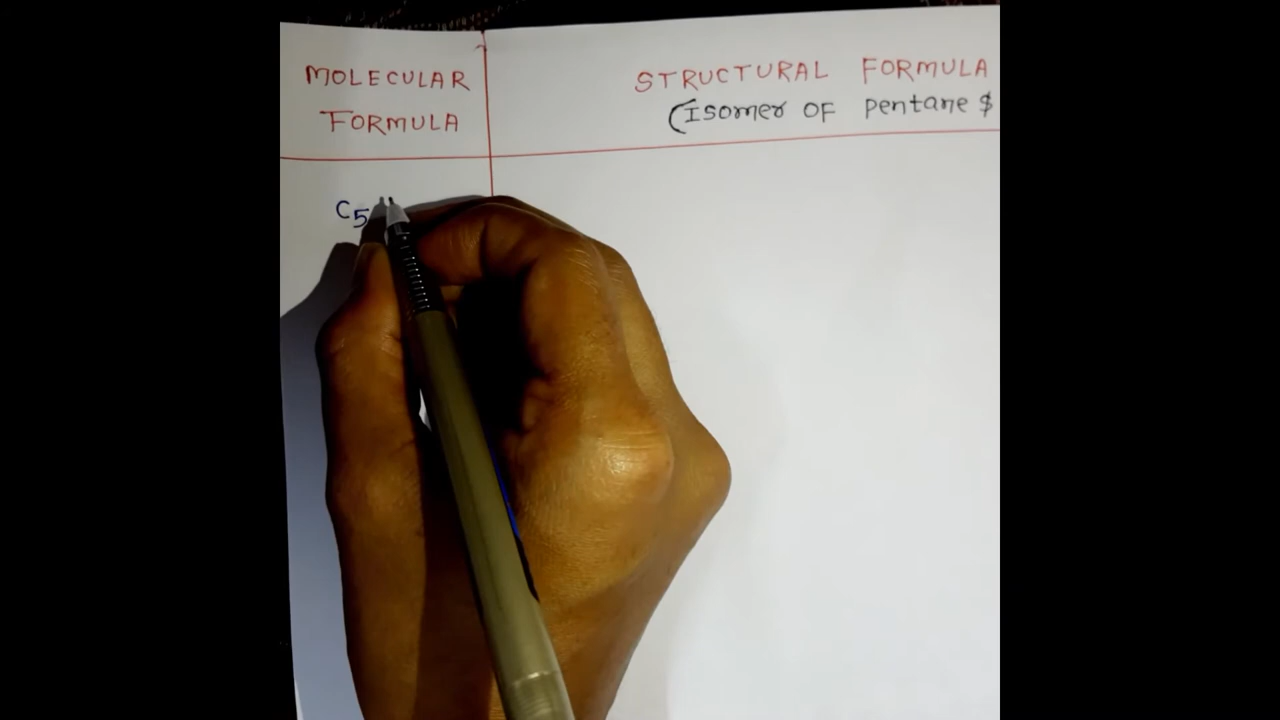 MOLECULAR
FORMULA
STRUCTURAL FORMULA
(Isomer OF Pentane $
C5